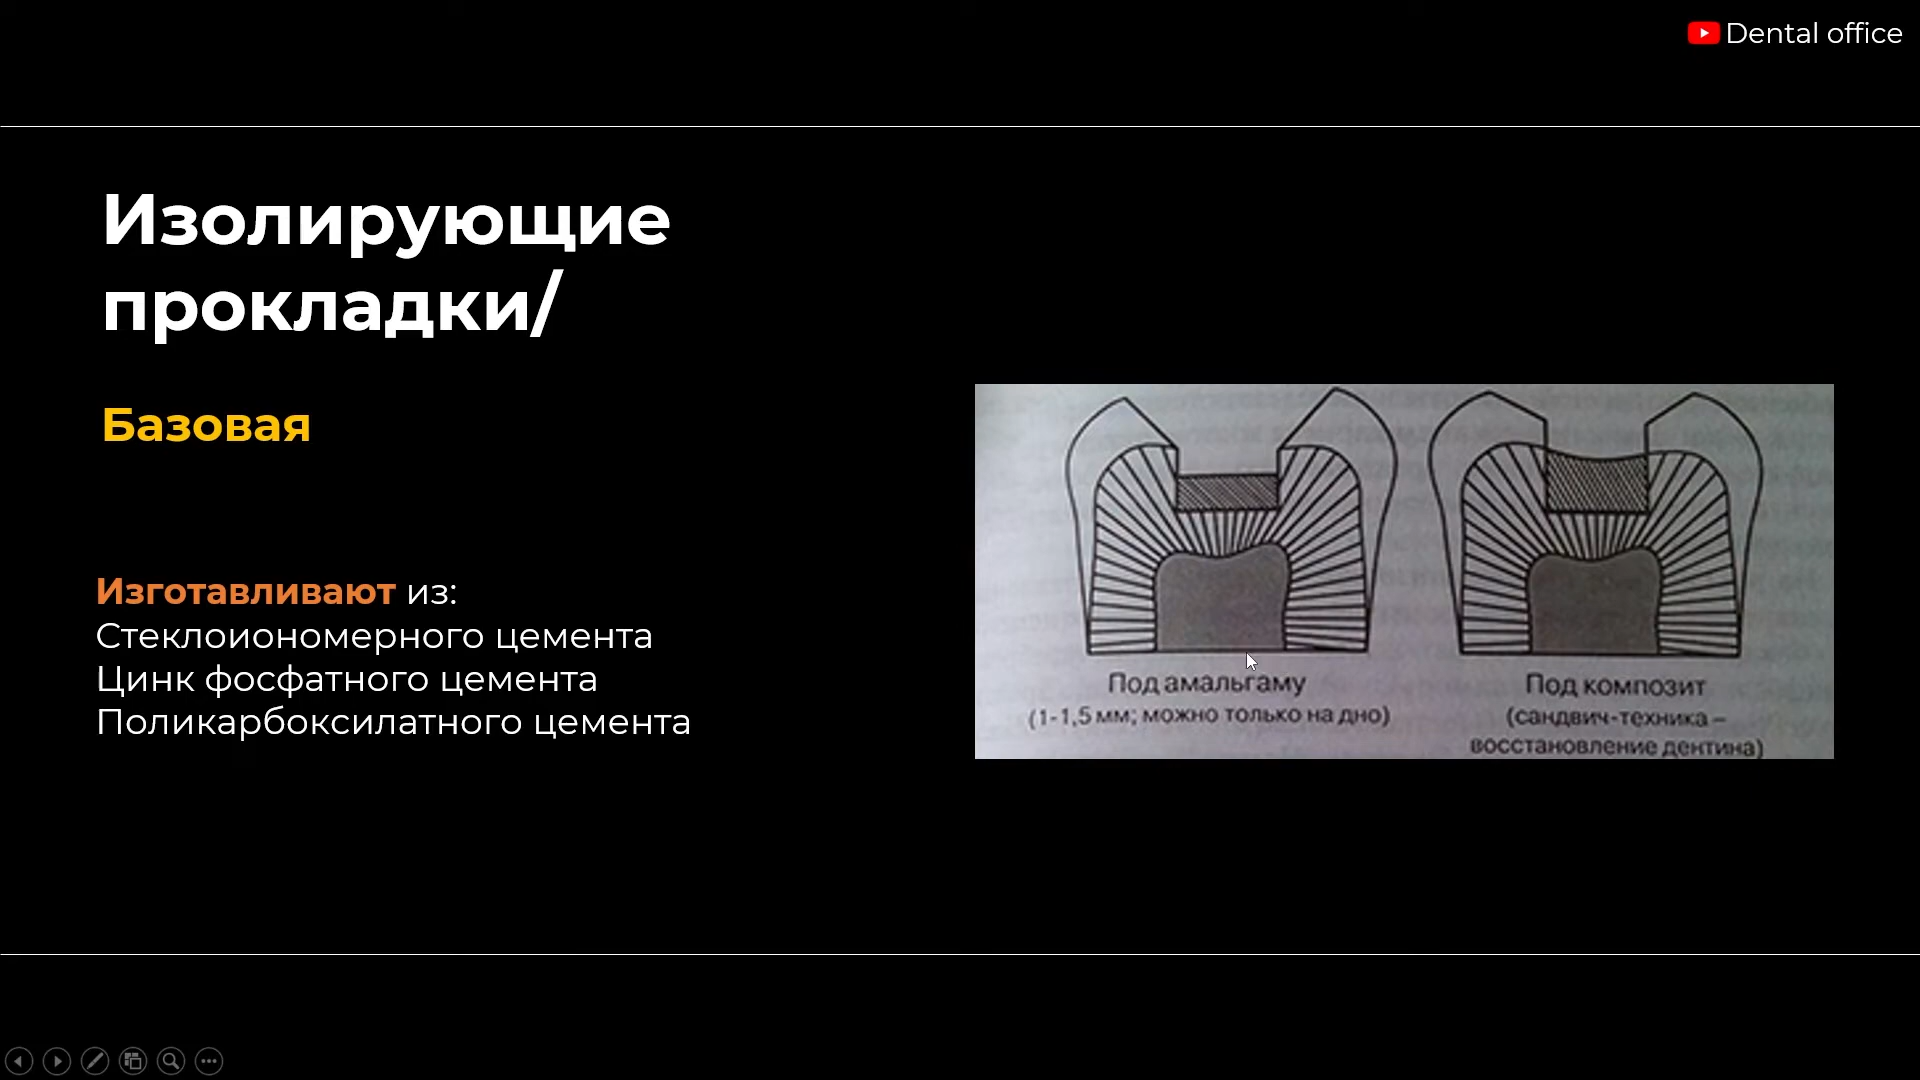 Dental office
Изолирующие
прокладки/
Базовая
Изготавливают из:
Стеклоиономерного цемента
Цинк фосфатного цемента
Поликарбоксилатного цемента
Под амальгаму
(1-1,5 мм; можно только на дно)
Под композит
(сандвич-техника –
восстановление дентина)